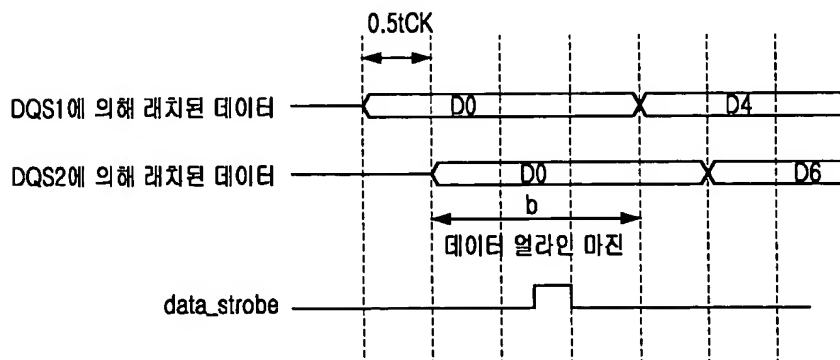 0.5tCK
DQS1에 의해 래치된 데이터
D0
D4
DQS2에 의해 래치된 데이터
D0
D6
b
데이터 얼라인 마진
data_strobe